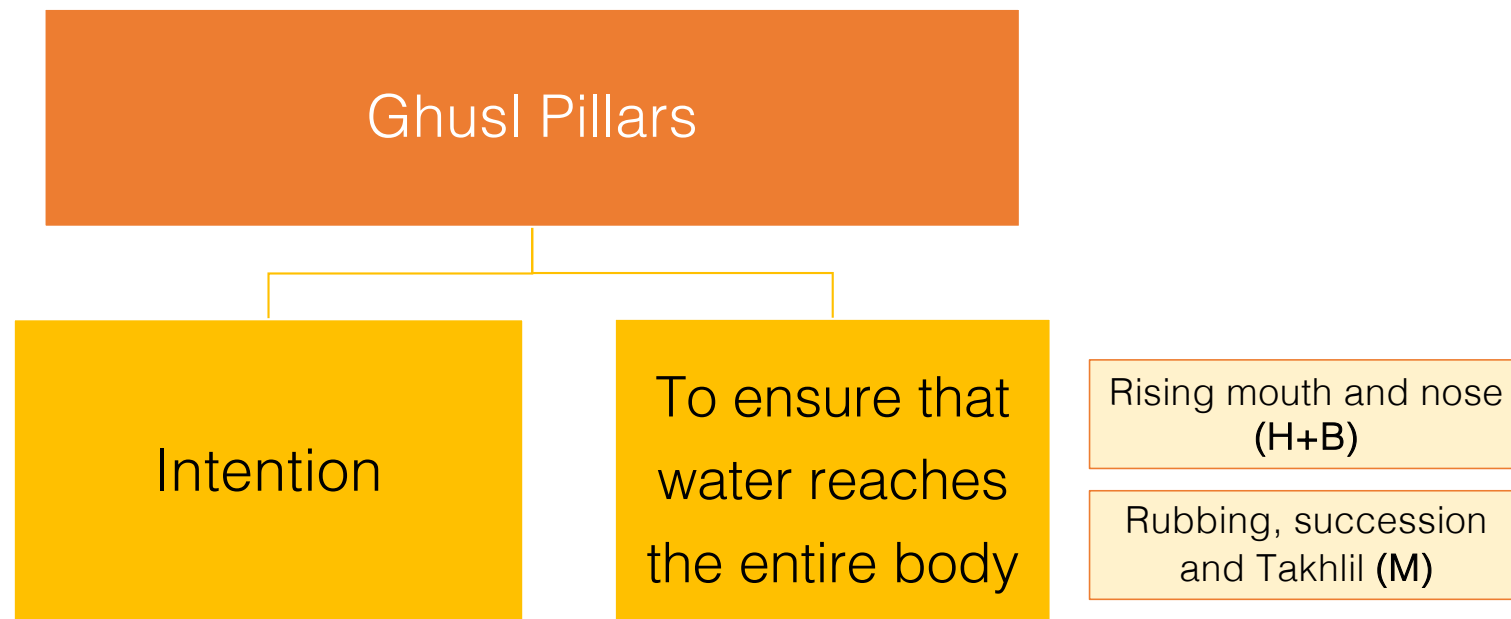 Ghusl Pillars
Intention
To ensure that
water reaches
the entire body
Rising mouth and nose
(H+B)
Rubbing, succession
and Takhlil (M)